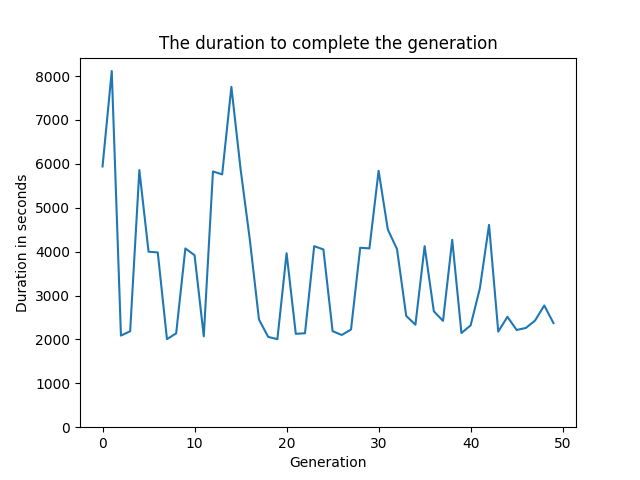 The duration to complete the generation
8000
7000
6000
5000
4000
3000
2000
1000
0
Duration in seconds
0 10 20 30 40 50
Generation